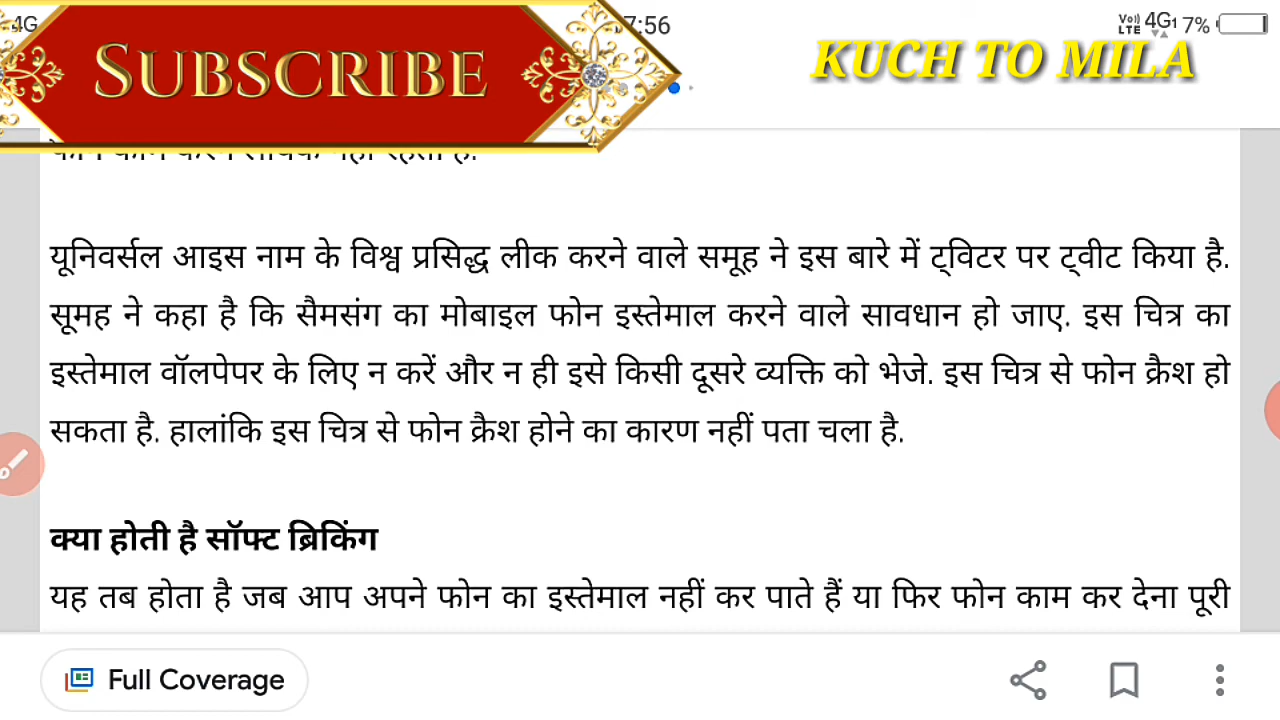 4G
SUBSCRIBE
7:56
Vo)) LTE 4G1 7%
KUCH TO MILA
यूनिवर्सल आइस नाम के विश्व प्रसिद्ध लीक करने वाले समूह ने इस बारे में ट्विटर पर ट्वीट किया है.
सूमह ने कहा है कि सैमसंग का मोबाइल फोन इस्तेमाल करने वाले सावधान हो जाए. इस चित्र का
इस्तेमाल वॉलपेपर के लिए न करें और न ही इसे किसी दूसरे व्यक्ति को भेजे. इस चित्र से फोन क्रैश हो
सकता है. हालांकि इस चित्र से फोन क्रैश होने का कारण नहीं पता चला है.
क्या होती है सॉफ्ट ब्रिकिंग
यह तब होता है जब आप अपने फोन का इस्तेमाल नहीं कर पाते हैं या फिर फोन काम कर देना पूरी
Full Coverage